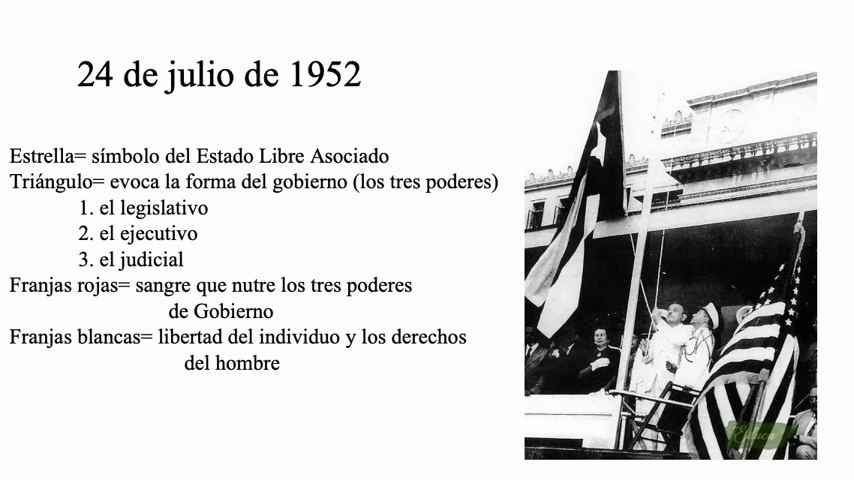 24 de julio de 1952
Estrella= símbolo del Estado Libre Asociado
Triángulo= evoca la forma del gobierno (los tres poderes)
1. el legislativo
2. el ejecutivo
3. el judicial
Franjas rojas= sangre que nutre los tres poderes
de Gobierno
Franjas blancas= libertad del individuo y los derechos
del hombre
Educa